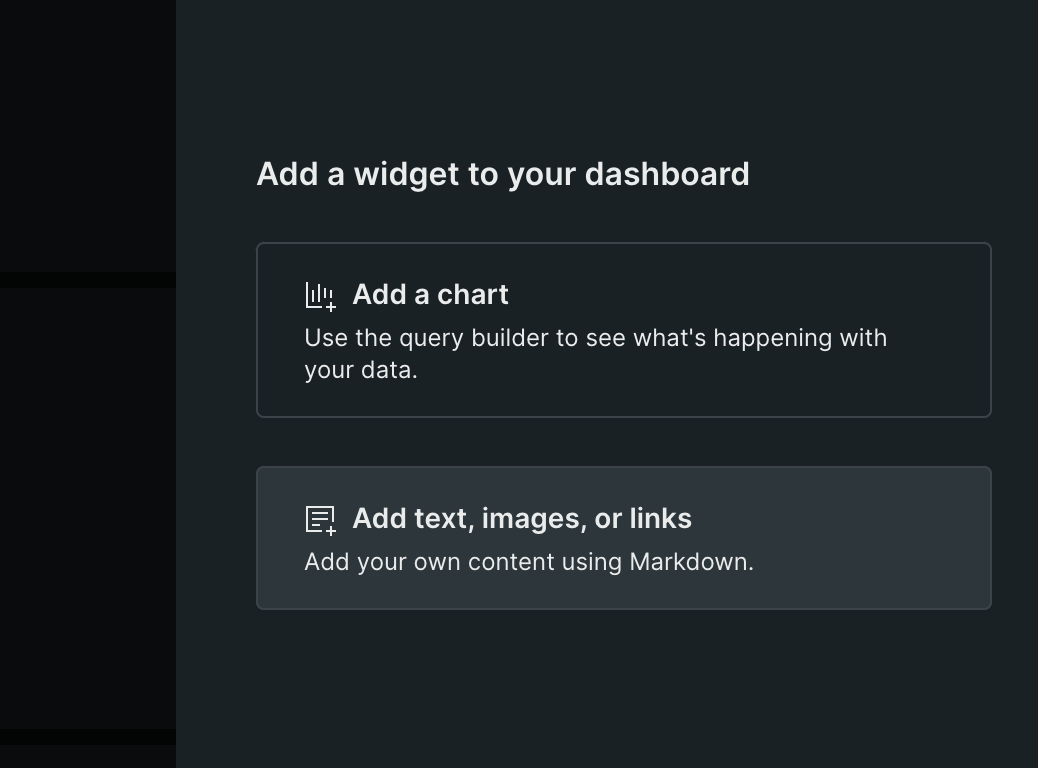 Add a widget to your dashboard
Add a chart
Use the query builder to see what's happening with
your data.
Add text, images, or links
Add your own content using Markdown.